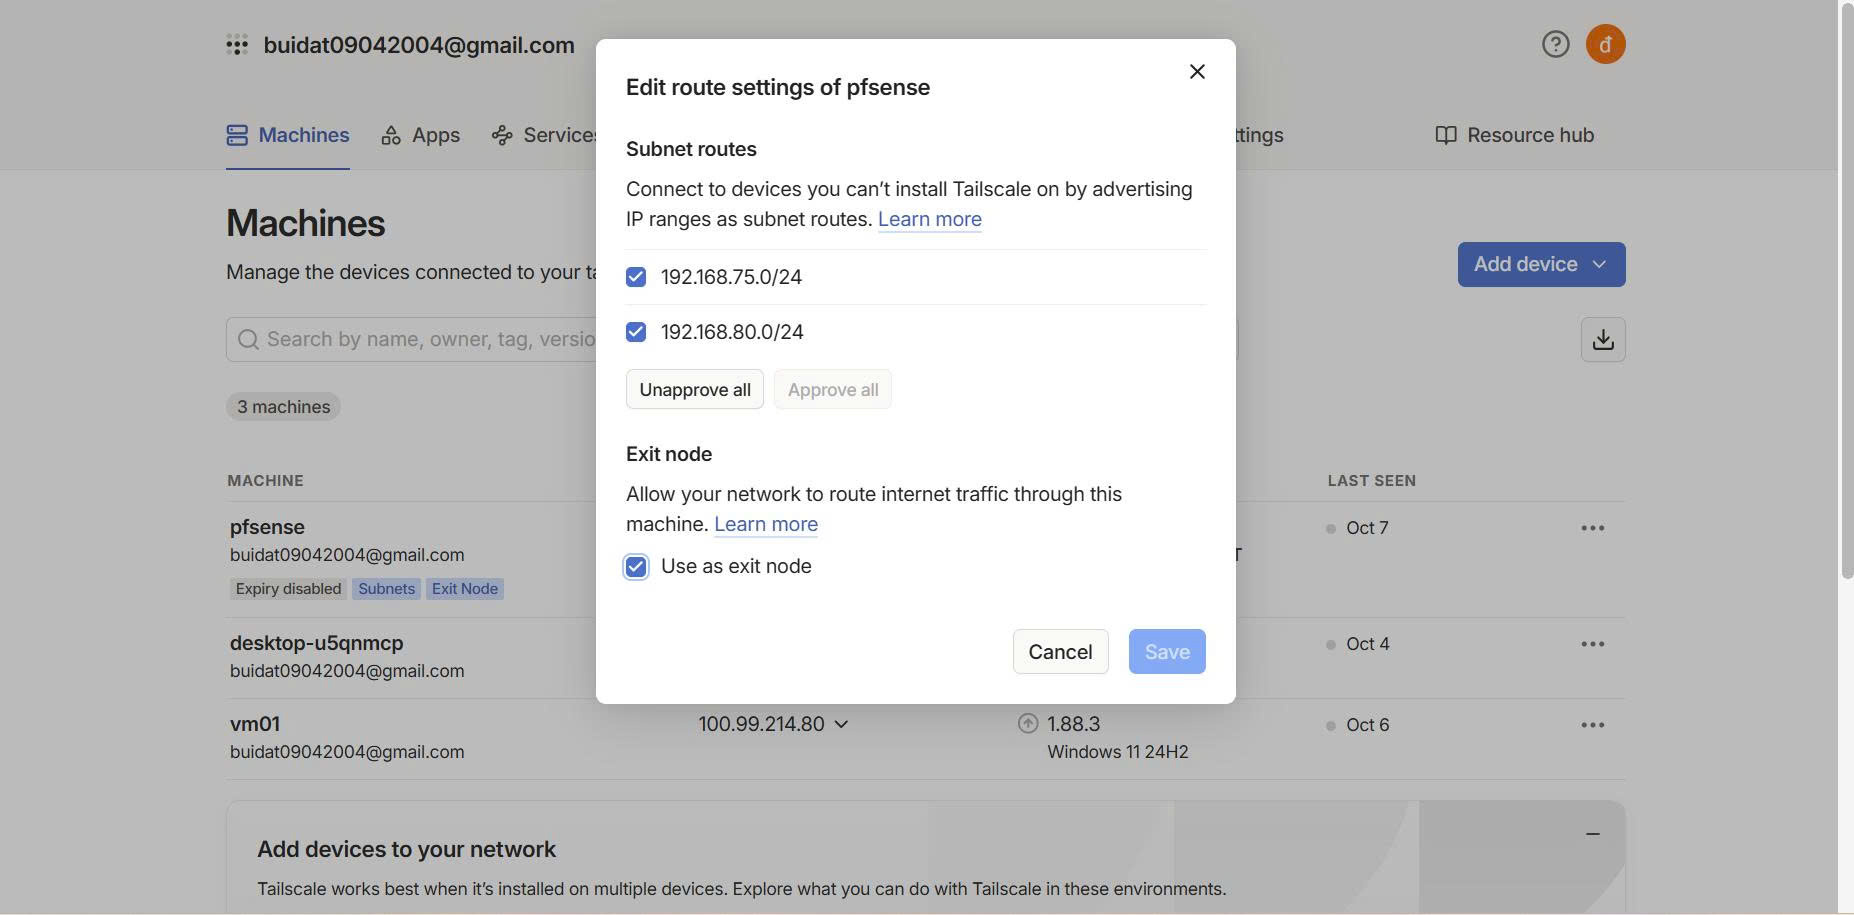 buidat09042004@gmail.com
đ
Machines
Apps
Services
ttings
Resource hub
Machines
Manage the devices connected to your ta
Add device
Search by name, owner, tag, versio
3 machines
MACHINE
LAST SEEN
pfsense
buidat09042004@gmail.com
Expiry disabled Subnets Exit Node
Oct 7
T
desktop-u5qnmcp
buidat09042004@gmail.com
Oct 4
vm01
buidat09042004@gmail.com
100.99.214.80
1.88.3
Windows 11 24H2
Oct 6
Add devices to your network
Tailscale works best when it’s installed on multiple devices. Explore what you can do with Tailscale in these environments.
Edit route settings of pfsense
Subnet routes
Connect to devices you can’t install Tailscale on by advertising
IP ranges as subnet routes. Learn more
192.168.75.0/24
192.168.80.0/24
Unapprove all
Approve all
Exit node
Allow your network to route internet traffic through this
machine. Learn more
Use as exit node
Cancel
Save